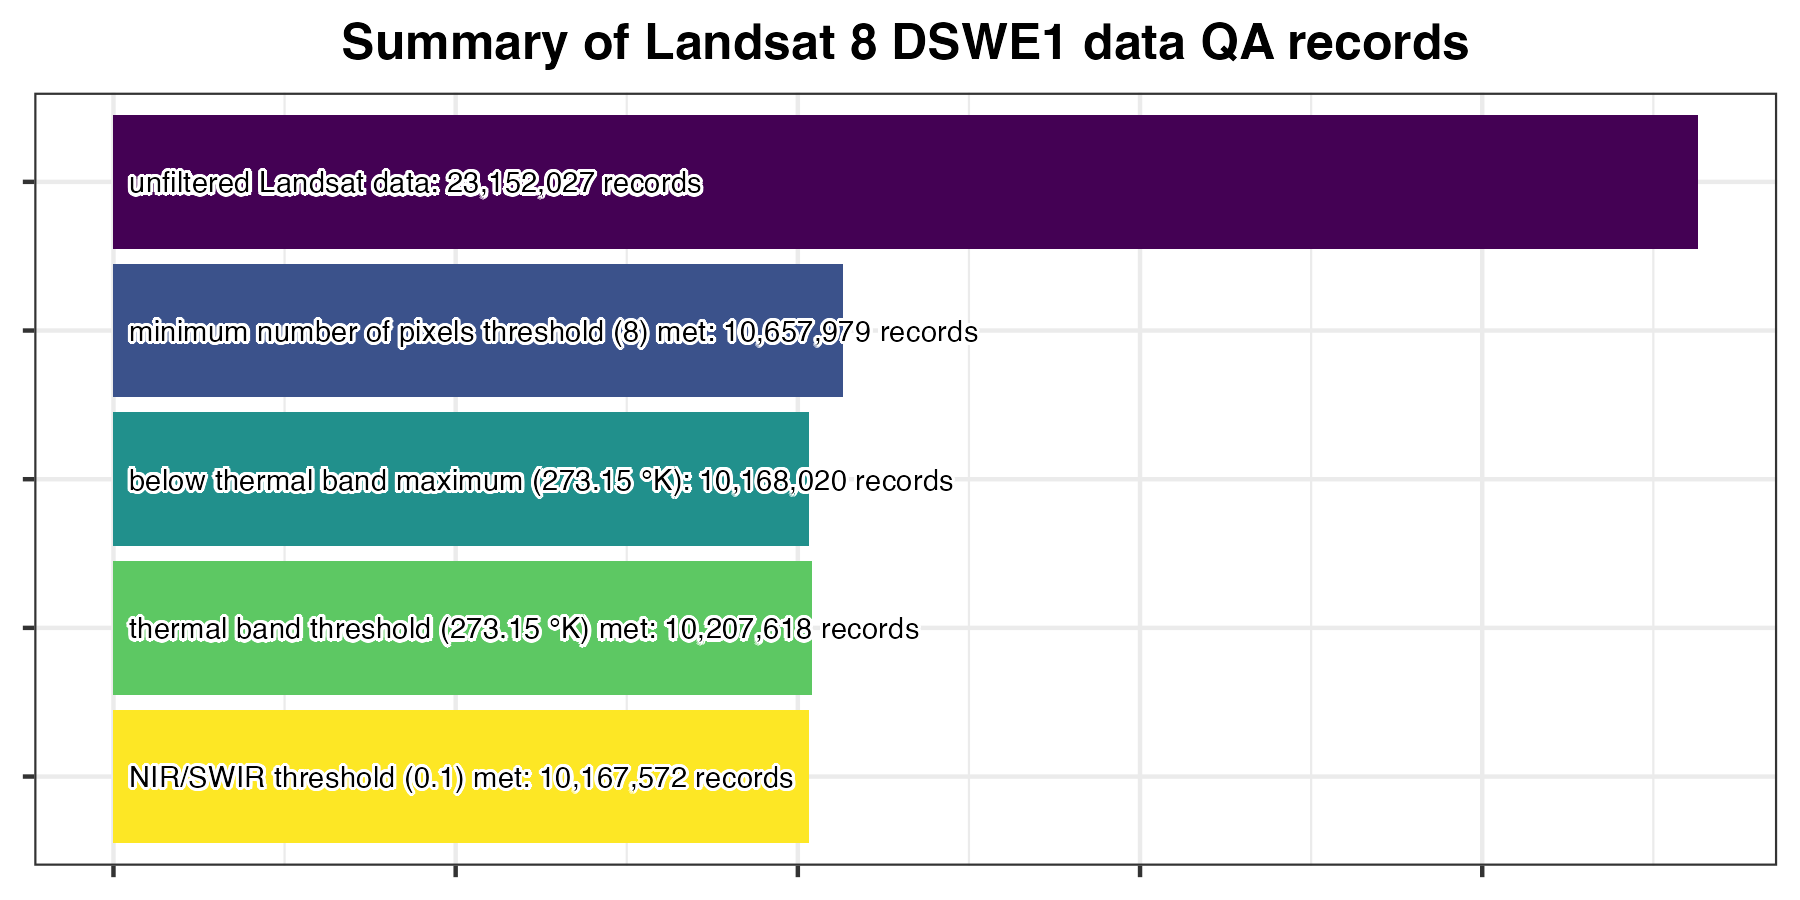 Summary of Landsat 8 DSWE1 data QA records
unfiltered Landsat data: 23,152,027 records
minimum number of pixels threshold (8) met: 10,657,979 records
below thermal band maximum (273.15 °K): 10,168,020 records
thermal band threshold (273.15 °K) met: 10,207,618 records
NIR/SWIR threshold (0.1) met: 10,167,572 records